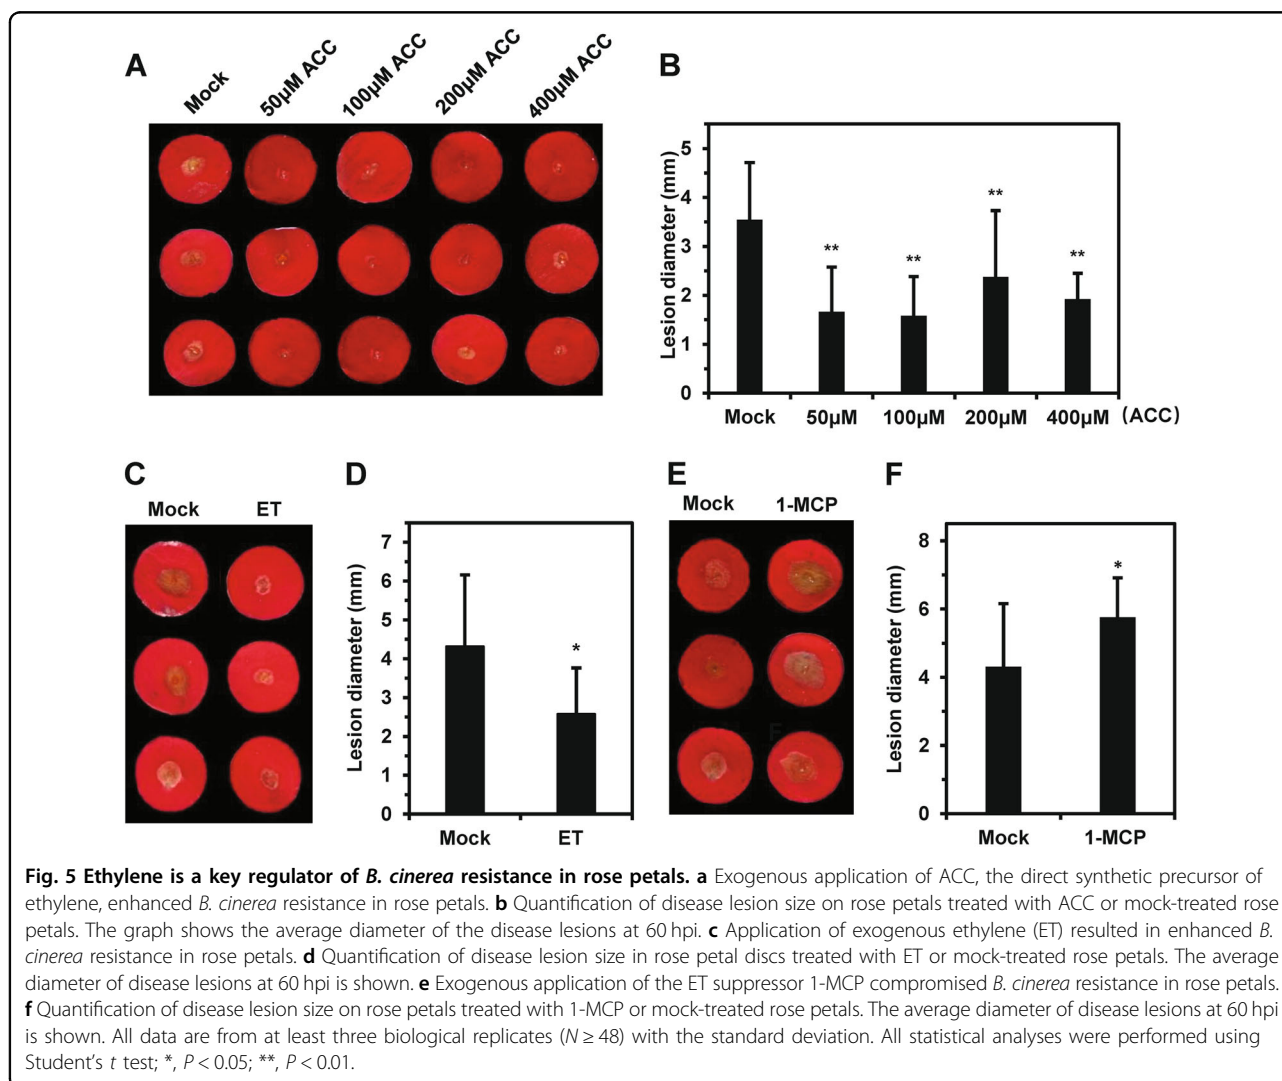 A
Mock
50µM ACC
100µM ACC
200µM ACC
400µM ACC
B
Lesion diameter (mm)
5
4
3
2
1
0
Mock 50µM 100µM 200µM 400µM (ACC)
**
**
**
**
C
Mock ET
D
Lesion diameter (mm)
7
6
5
4
3
2
1
0
*
Mock ET
E
Mock 1-MCP
F
Lesion diameter (mm)
8
6
4
2
0
*
Mock 1-MCP
Fig. 5 Ethylene is a key regulator of B. cinerea resistance in rose petals. a Exogenous application of ACC, the direct synthetic precursor of
ethylene, enhanced B. cinerea resistance in rose petals. b Quantification of disease lesion size on rose petals treated with ACC or mock-treated rose
petals. The graph shows the average diameter of the disease lesions at 60 hpi. c Application of exogenous ethylene (ET) resulted in enhanced B.
cinerea resistance in rose petals. d Quantification of disease lesion size in rose petal discs treated with ET or mock-treated rose petals. The average
diameter of disease lesions at 60 hpi is shown. e Exogenous application of the ET suppressor 1-MCP compromised B. cinerea resistance in rose petals.
f Quantification of disease lesion size on rose petals treated with 1-MCP or mock-treated rose petals. The average diameter of disease lesions at 60 hpi
is shown. All data are from at least three biological replicates (N ≥ 48) with the standard deviation. All statistical analyses were performed using
Student's t test; *, P < 0.05; **, P < 0.01.